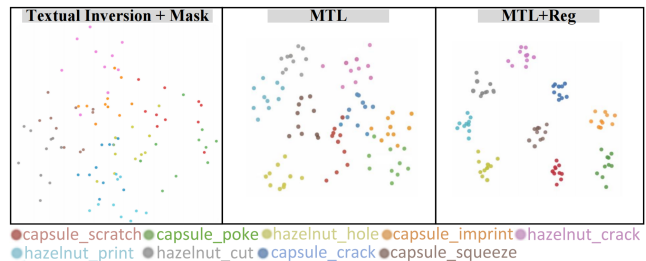 Textual Inversion + Mask MTL MTL+Reg
capsule_scratch capsule_poke hazelnut_hole capsule_imprint hazelnut_crack
hazelnut_print hazelnut_cut capsule_crack capsule_squeeze